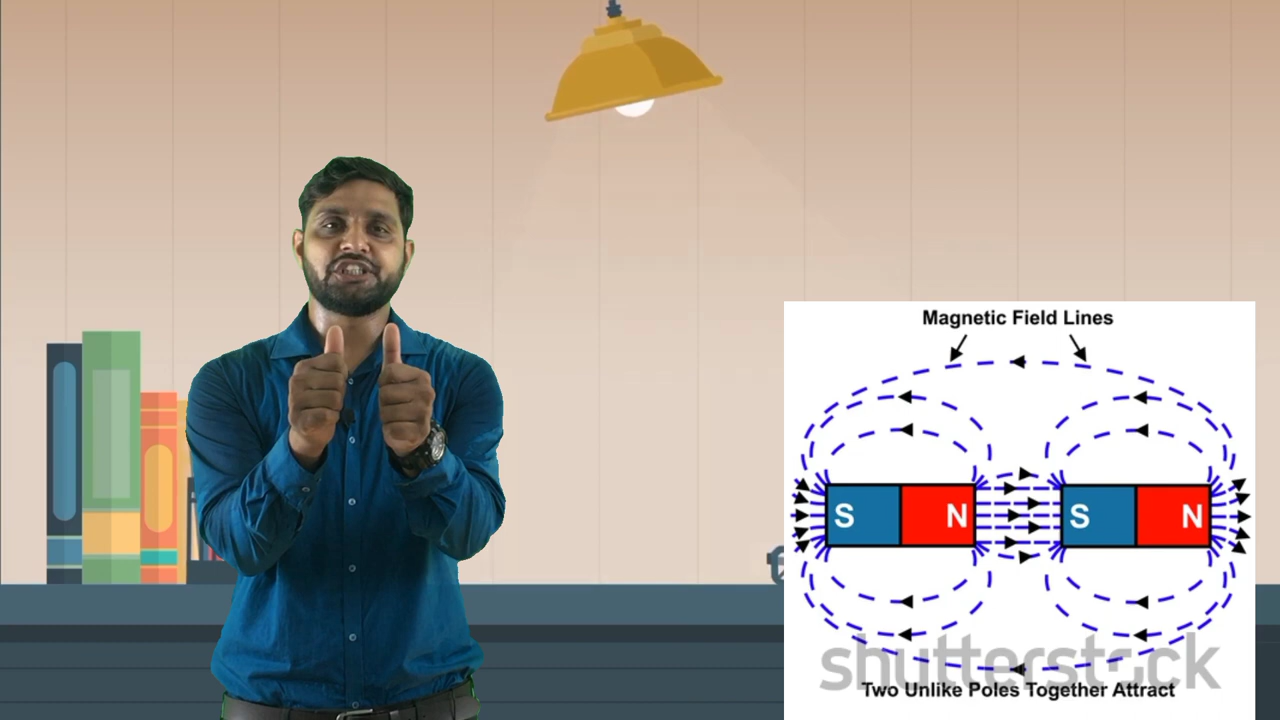 Magnetic Field Lines
S N S N
shutterstock
Two Unlike Poles Together Attract